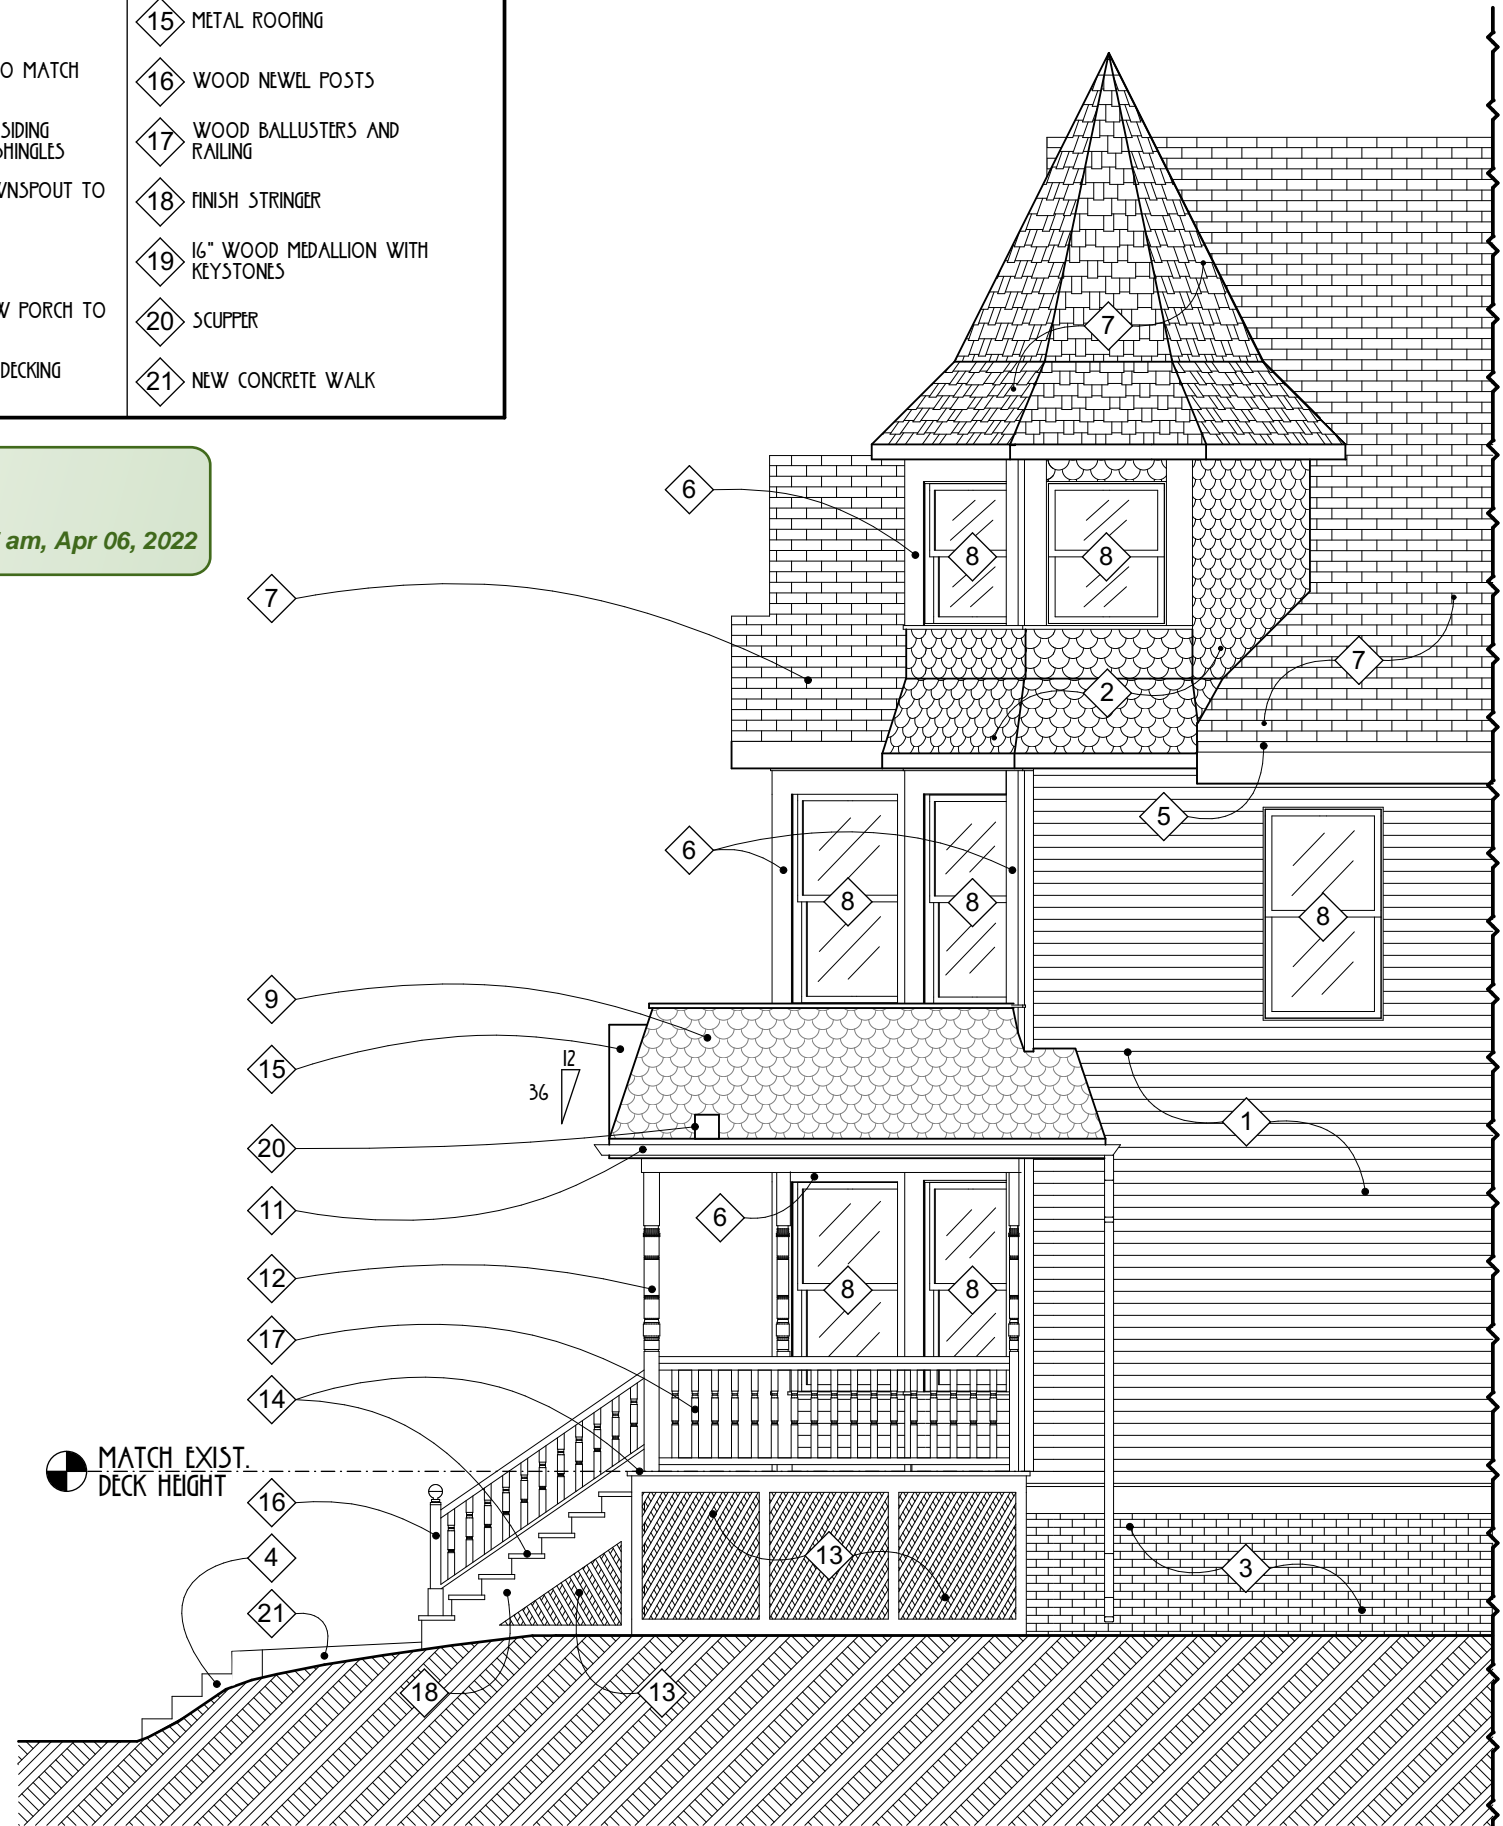 O MATCH
SIDING
SHINGLES
WNSPOUT TO
W PORCH TO
DECKING
15 METAL ROOFING
16 WOOD NEWEL POSTS
17 WOOD BALLUSTERS AND
RAILING
18 FINISH STRINGER
19 16" WOOD MEDALLION WITH
KEYSTONES
20 SCUPPER
21 NEW CONCRETE WALK
am, Apr 06, 2022
7
6
8
8
7
2
7
5
6
8
8
8
9
15
12
36
20
11
1
6
12
8
8
17
14
MATCH EXIST.
DECK HEIGHT
16
4
13
3
21
18
13